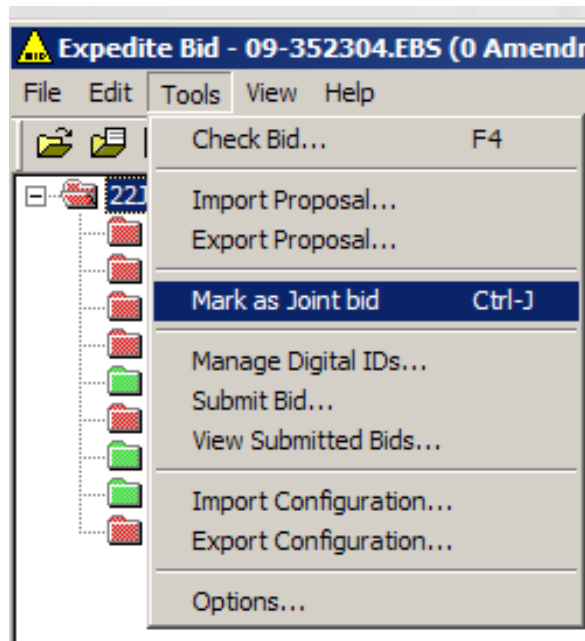 Expedite Bid - 09-352304.EBS (0
File Edit Tools View Help
Check Bid... F4
Import Proposal...
Export Proposal...
Mark as Joint bid Ctrl-J
Manage Digital IDs...
Submit Bid...
View Submitted Bids...
Import Configuration...
Export Configuration...
Options...